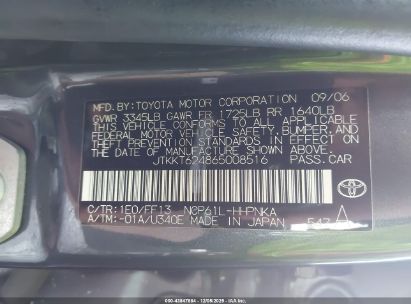 MFD. BY: TOYOTA MOTOR CORPORATION 09/06
GVWR 3345LB GAWR FR 1725LB RR 1640LB
THIS VEHICLE CONFORMS TO ALL APPLICABLE
FEDERAL MOTOR VEHICLE SAFETY, BUMPER, AND
THEFT PREVENTION STANDARDS IN EFFECT ON
THE DATE OF MANUFACTURE SHOWN ABOVE.
JTKKT624865008516 PASS.CAR
C/TR: 1E0/FF13 NCP61L-HHPNKA
A/TM: -01A/U340E MADE IN JAPAN
TOYOTA